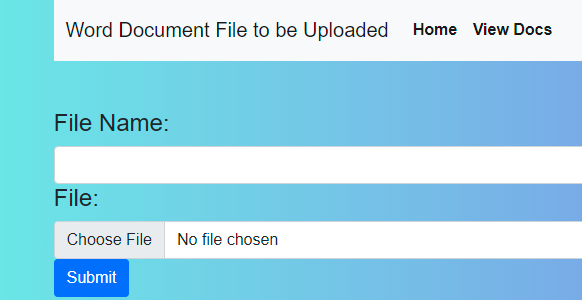 Word Document File to be Uploaded Home View Docs
File Name:
File:
Choose File No file chosen
Submit